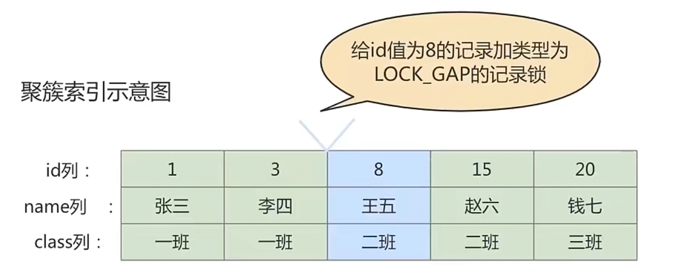 给id值为8的记录加类型为
LOCK_GAP的记录锁
聚簇索引示意图
id列： 1 3 8 15 20
name列 ： 张三 李四 王五 赵六 钱七
class列： 一班 一班 二班 二班 三班